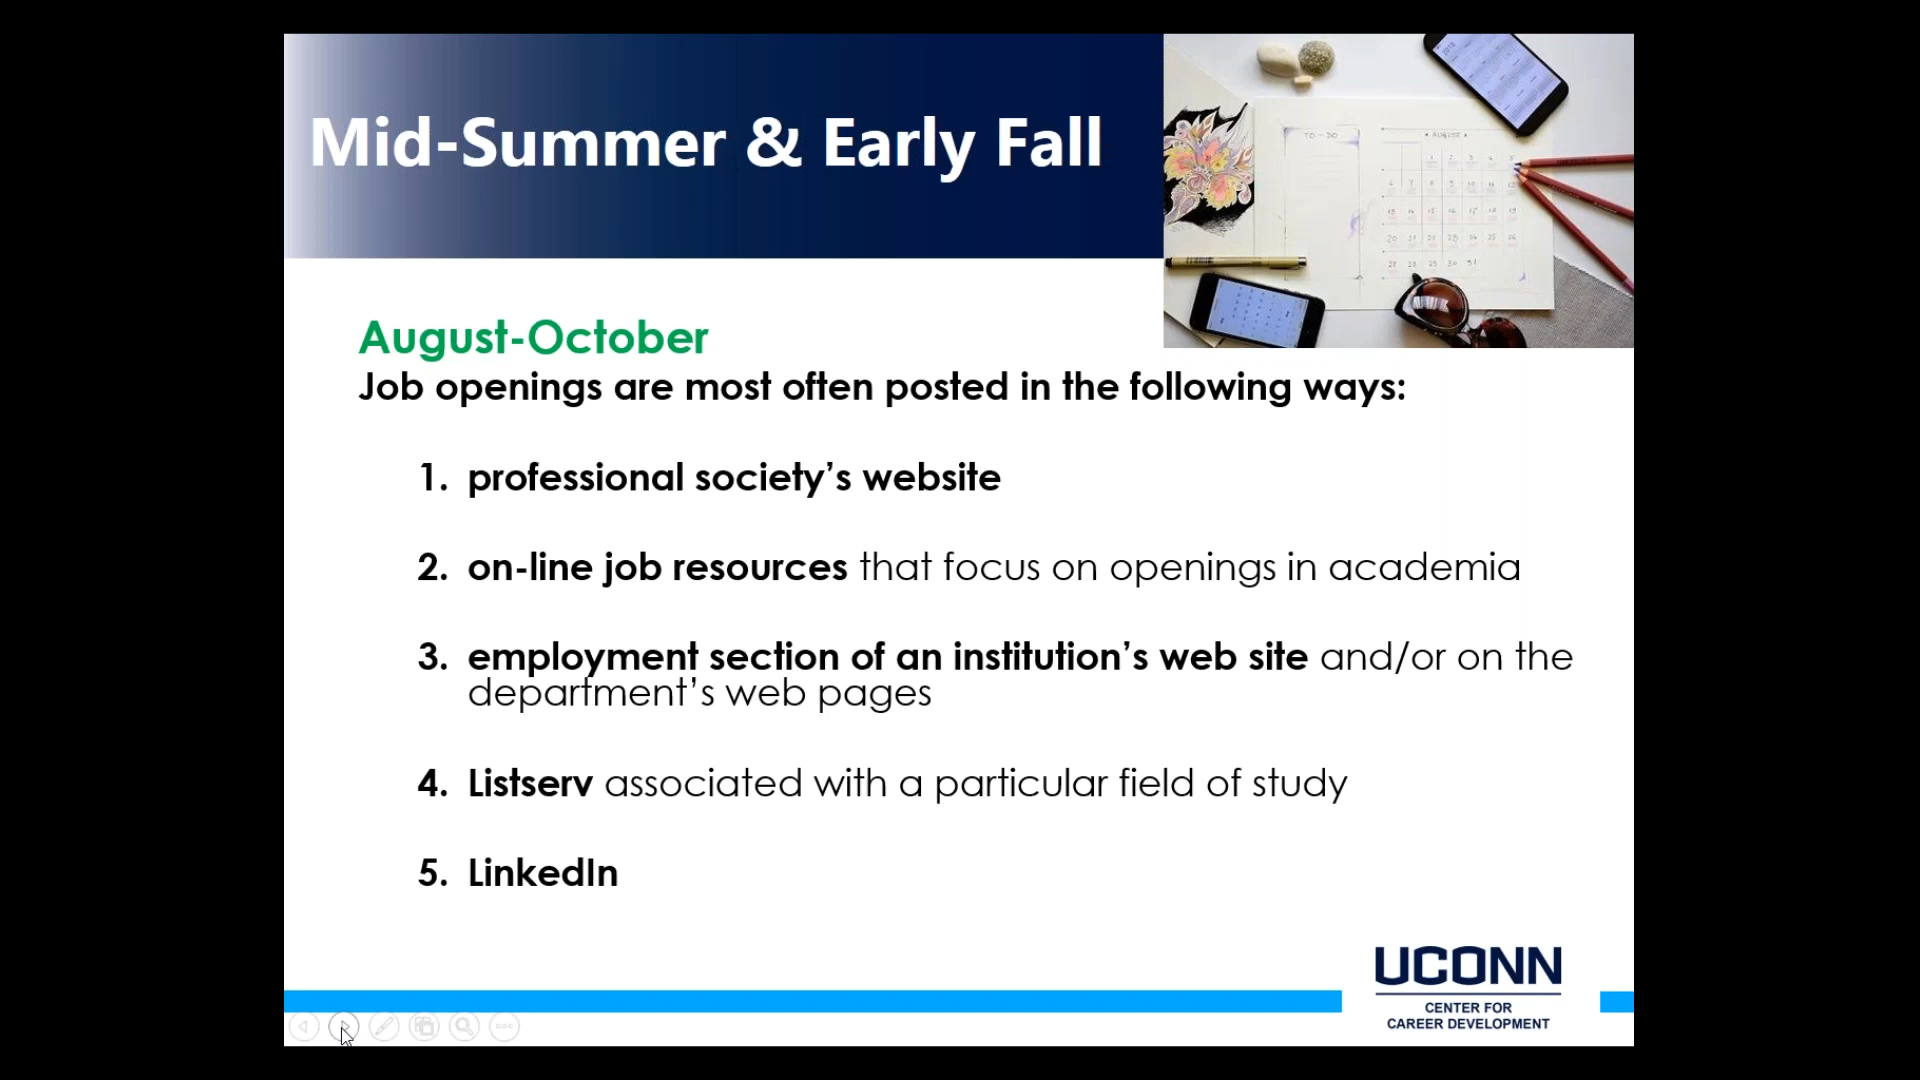 Mid-Summer & Early Fall
TO-DO
AUGUST
August-October
Job openings are most often posted in the following ways:
1. professional society’s website
2. on-line job resources that focus on openings in academia
3. employment section of an institution’s web site and/or on the
department’s web pages
4. Listserv associated with a particular field of study
5. LinkedIn
UCONN
CENTER FOR
CAREER DEVELOPMENT